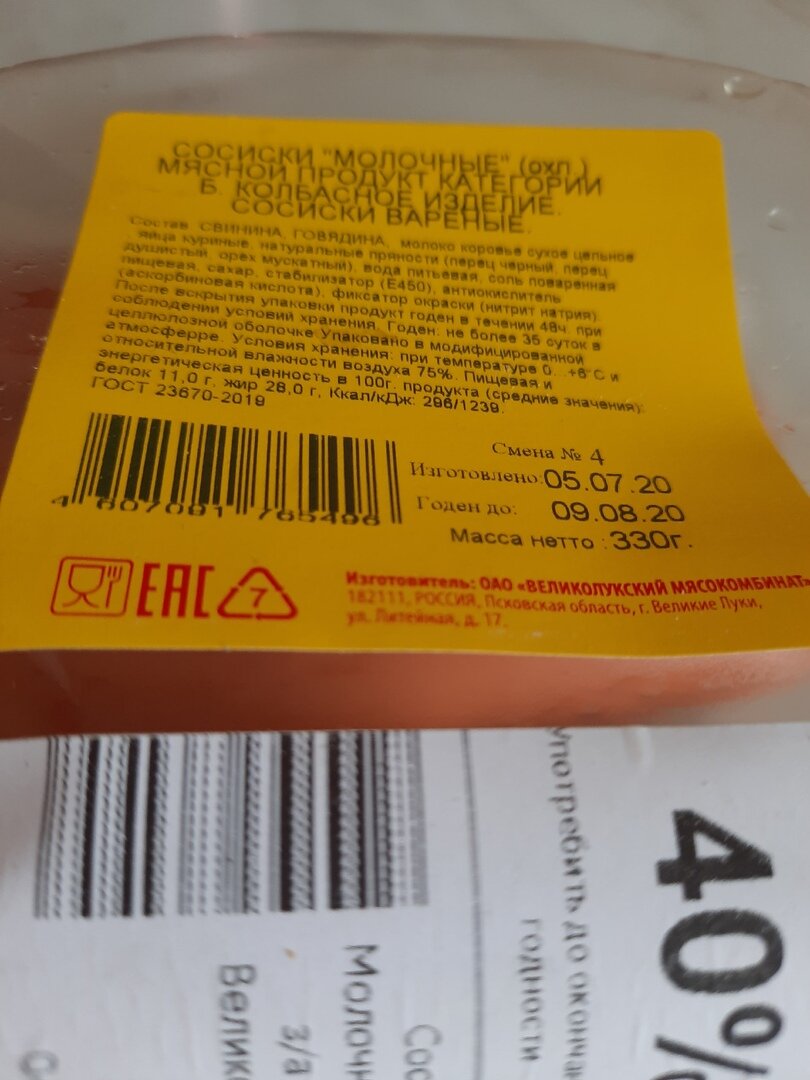 СОСИСКИ "МОЛОЧНЫЕ" (охл.)
МЯСНОЙ ПРОДУКТ КАТЕГОРИИ
Б. КОЛБАСНОЕ ИЗДЕЛИЕ.
СОСИСКИ ВАРЕНЫЕ.
Состав: СВИНИНА, ГОВЯДИНА, молоко коровье сухое цельное
яйца куриные, натуральные пряности (перец черный, перец
душистый, орех мускатный), вода питьевая, соль поваренная
пищевая, сахар, стабилизатор (Е450), антиокислитель
(аскорбиновая кислота), фиксатор окраски (нитрит натрия).
После вскрытия упаковки продукт годен в течении 48ч. при
соблюдении условий хранения. Годен: не более 35 суток в
целлюлозной оболочке Упаковано в модифицированной
атмосферре. Условия хранения: при температуре 0...+6°С и
относительной влажности воздуха 75%. Пищевая и
энергетическая ценность в 100г. продукта (средние значения):
белок 11,0 г, жир 28,0 г, Ккал/кДж: 296/1239.
ГОСТ 23670-2019
Смена № 4
Изготовлено: 05.07.20
Годен до: 09.08.20
Масса нетто : 330г.
4 607091 765496
EAC 7
Изготовитель: ОАО «ВЕЛИКОЛУКСКИЙ МЯСОКОМБИНАТ»
182111, РОССИЯ, Псковская область, г. Великие Луки,
ул. Литейная, д. 17.
40%
Употребить до оконча
годности
Сос
Молочн
з/а
Велик